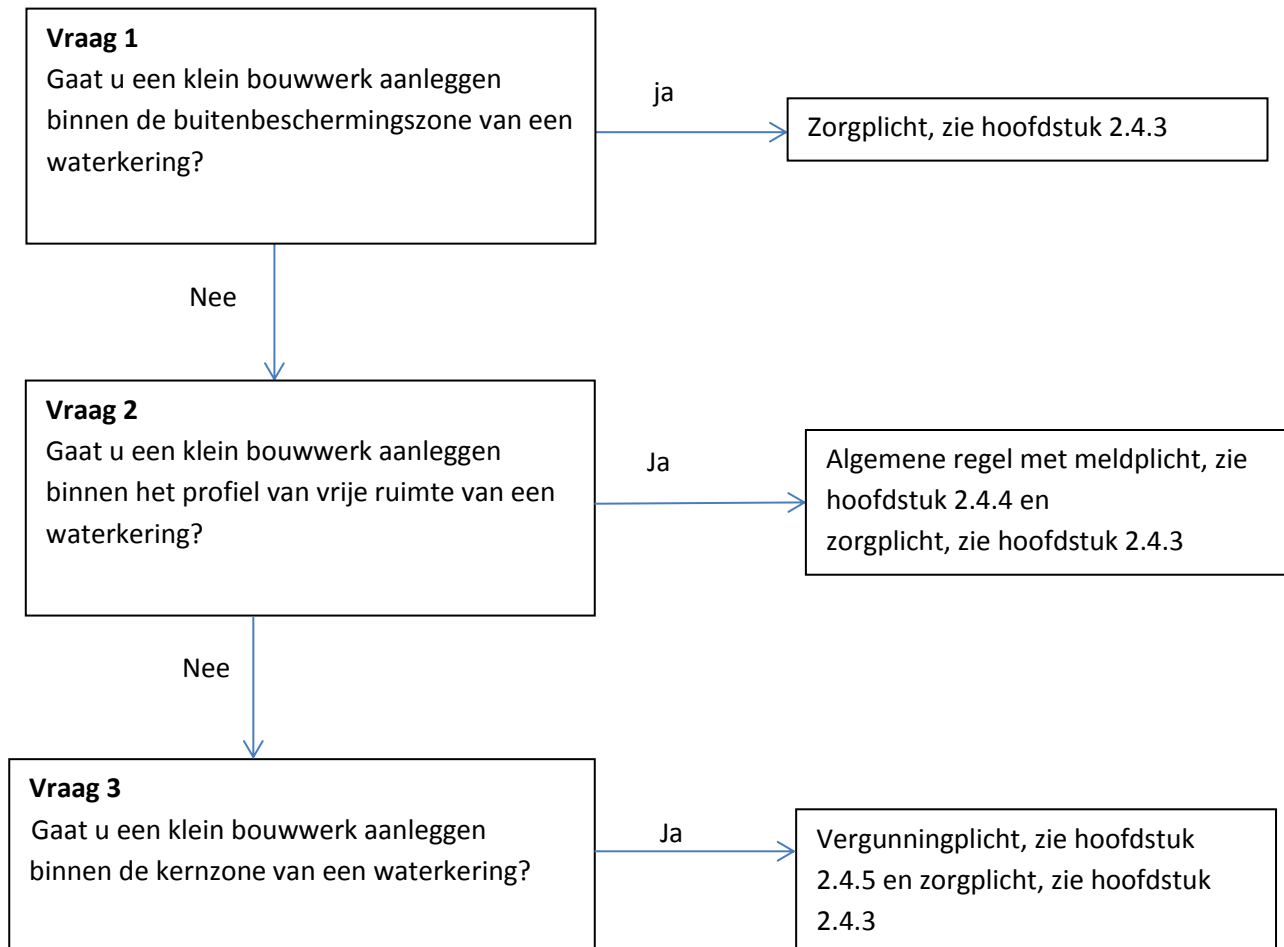 Vraag 1
Gaat u een klein bouwwerk aanleggen
binnen de buitenbeschermingszone van een
waterkering?
ja
Zorgplicht, zie hoofdstuk 2.4.3
Nee
Vraag 2
Gaat u een klein bouwwerk aanleggen
binnen het profiel van vrije ruimte van een
waterkering?
Ja
Algemene regel met meldplicht, zie
hoofdstuk 2.4.4 en
zorgplicht, zie hoofdstuk 2.4.3
Nee
Vraag 3
Gaat u een klein bouwwerk aanleggen
binnen de kernzone van een waterkering?
Ja
Vergunningplicht, zie hoofdstuk
2.4.5 en zorgplicht, zie hoofdstuk
2.4.3